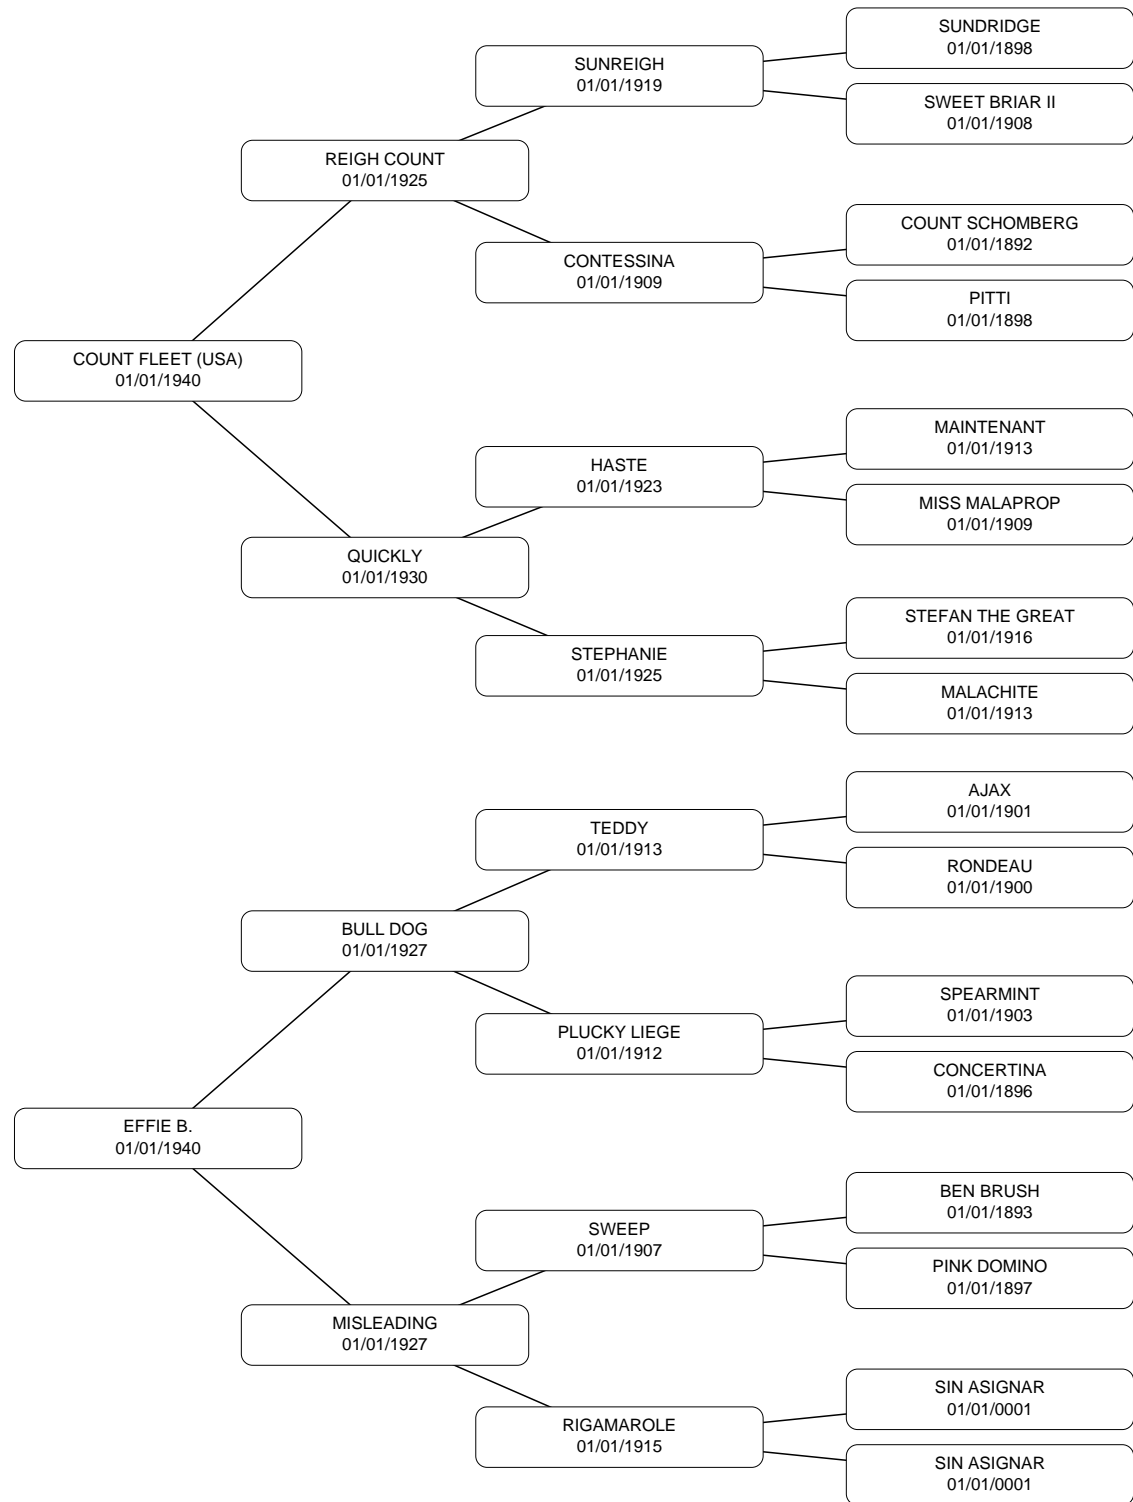 SUNDRIDGE
01/01/1898
SUNREIGH
01/01/1919
SWEET BRIAR II
01/01/1908
REIGH COUNT
01/01/1925
COUNT SCHOMBERG
01/01/1892
CONTESSINA
01/01/1909
PITTI
01/01/1898
COUNT FLEET (USA)
01/01/1940
MAINTENANT
01/01/1913
HASTE
01/01/1923
MISS MALAPROP
01/01/1909
QUICKLY
01/01/1930
STEFAN THE GREAT
01/01/1916
STEPHANIE
01/01/1925
MALACHITE
01/01/1913
AJAX
01/01/1901
TEDDY
01/01/1913
RONDEAU
01/01/1900
BULL DOG
01/01/1927
SPEARMINT
01/01/1903
PLUCKY LIEGE
01/01/1912
CONCERTINA
01/01/1896
EFFIE B.
01/01/1940
BEN BRUSH
01/01/1893
SWEEP
01/01/1907
PINK DOMINO
01/01/1897
MISLEADING
01/01/1927
SIN ASIGNAR
01/01/0001
RIGAMAROLE
01/01/1915
SIN ASIGNAR
01/01/0001